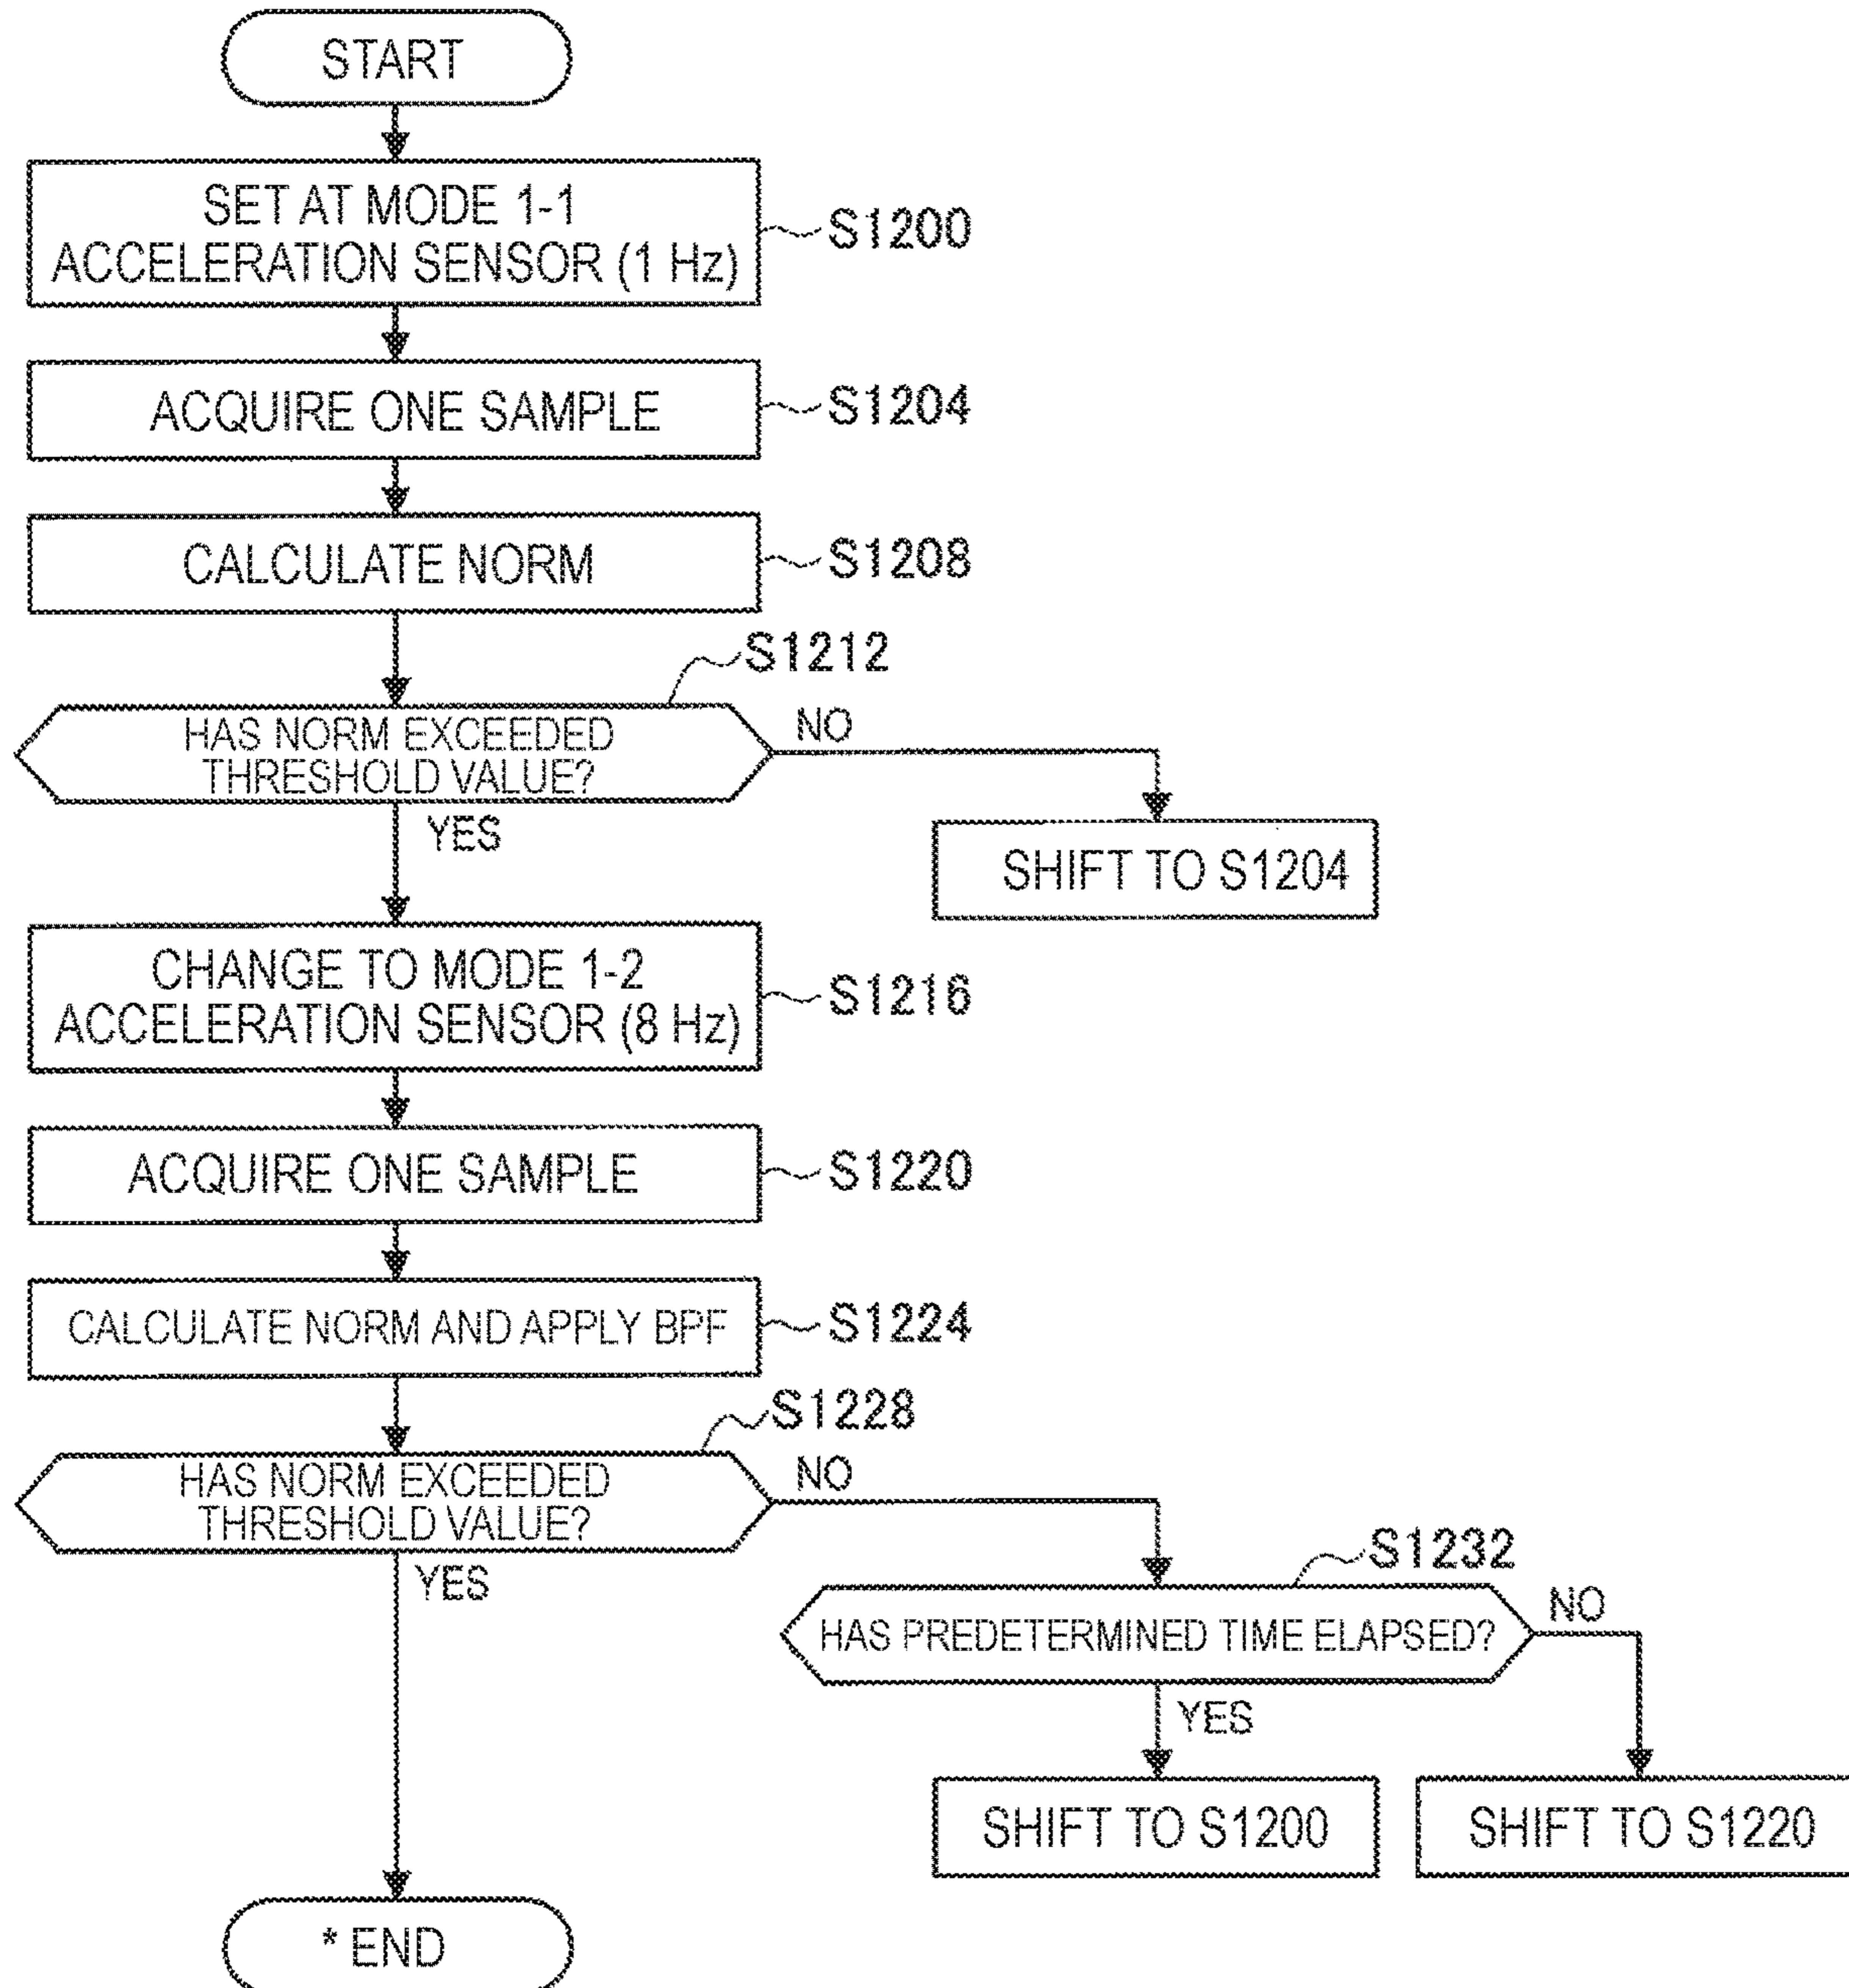 START
SET AT MODE 1-1
ACCELERATION SENSOR (1 Hz)
S1200
ACQUIRE ONE SAMPLE
S1204
CALCULATE NORM
S1208
S1212
HAS NORM EXCEEDED
THRESHOLD VALUE?
NO
YES
SHIFT TO S1204
CHANGE TO MODE 1-2
ACCELERATION SENSOR (8 Hz)
S1216
ACQUIRE ONE SAMPLE
S1220
CALCULATE NORM AND APPLY BPF
S1224
S1228
HAS NORM EXCEEDED
THRESHOLD VALUE?
NO
YES
S1232
HAS PREDETERMINED TIME ELAPSED?
NO
YES
SHIFT TO S1200
SHIFT TO S1220
* END